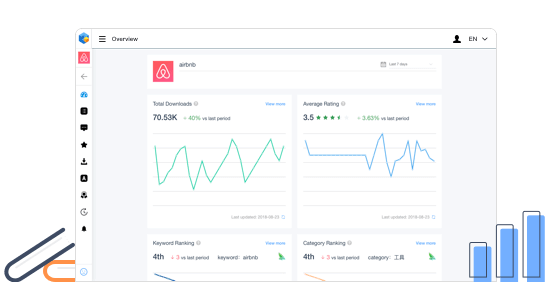 Overview
EN
airbnb
Last 7 days
Total Downloads
View more
70.53K + 40% vs last period
Average Rating
View more
3.5 + 3.63% vs last period
Last updated: 2018-08-23
Last updated: 2018-08-23
Keyword Ranking
View more
4th + 3 vs last period keyword: airbnb
Category Ranking
View more
4th + 3 vs last period category: 工具